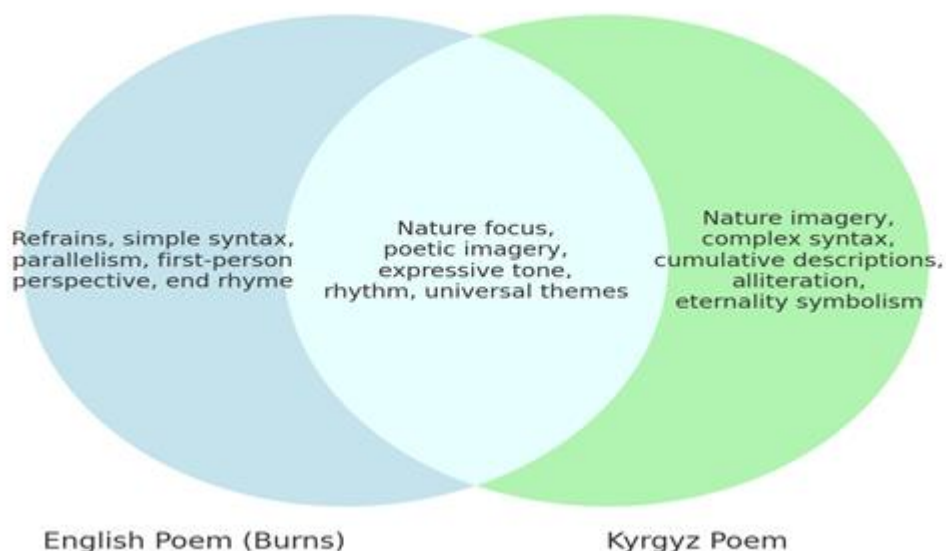 Refrains, simple syntax,
parallelism, first-person
perspective, end rhyme
Nature focus,
poetic imagery,
expressive tone,
rhythm, universal themes
Nature imagery,
complex syntax,
cumulative descriptions,
alliteration,
eternality symbolism
English Poem (Burns)
Kyrgyz Poem